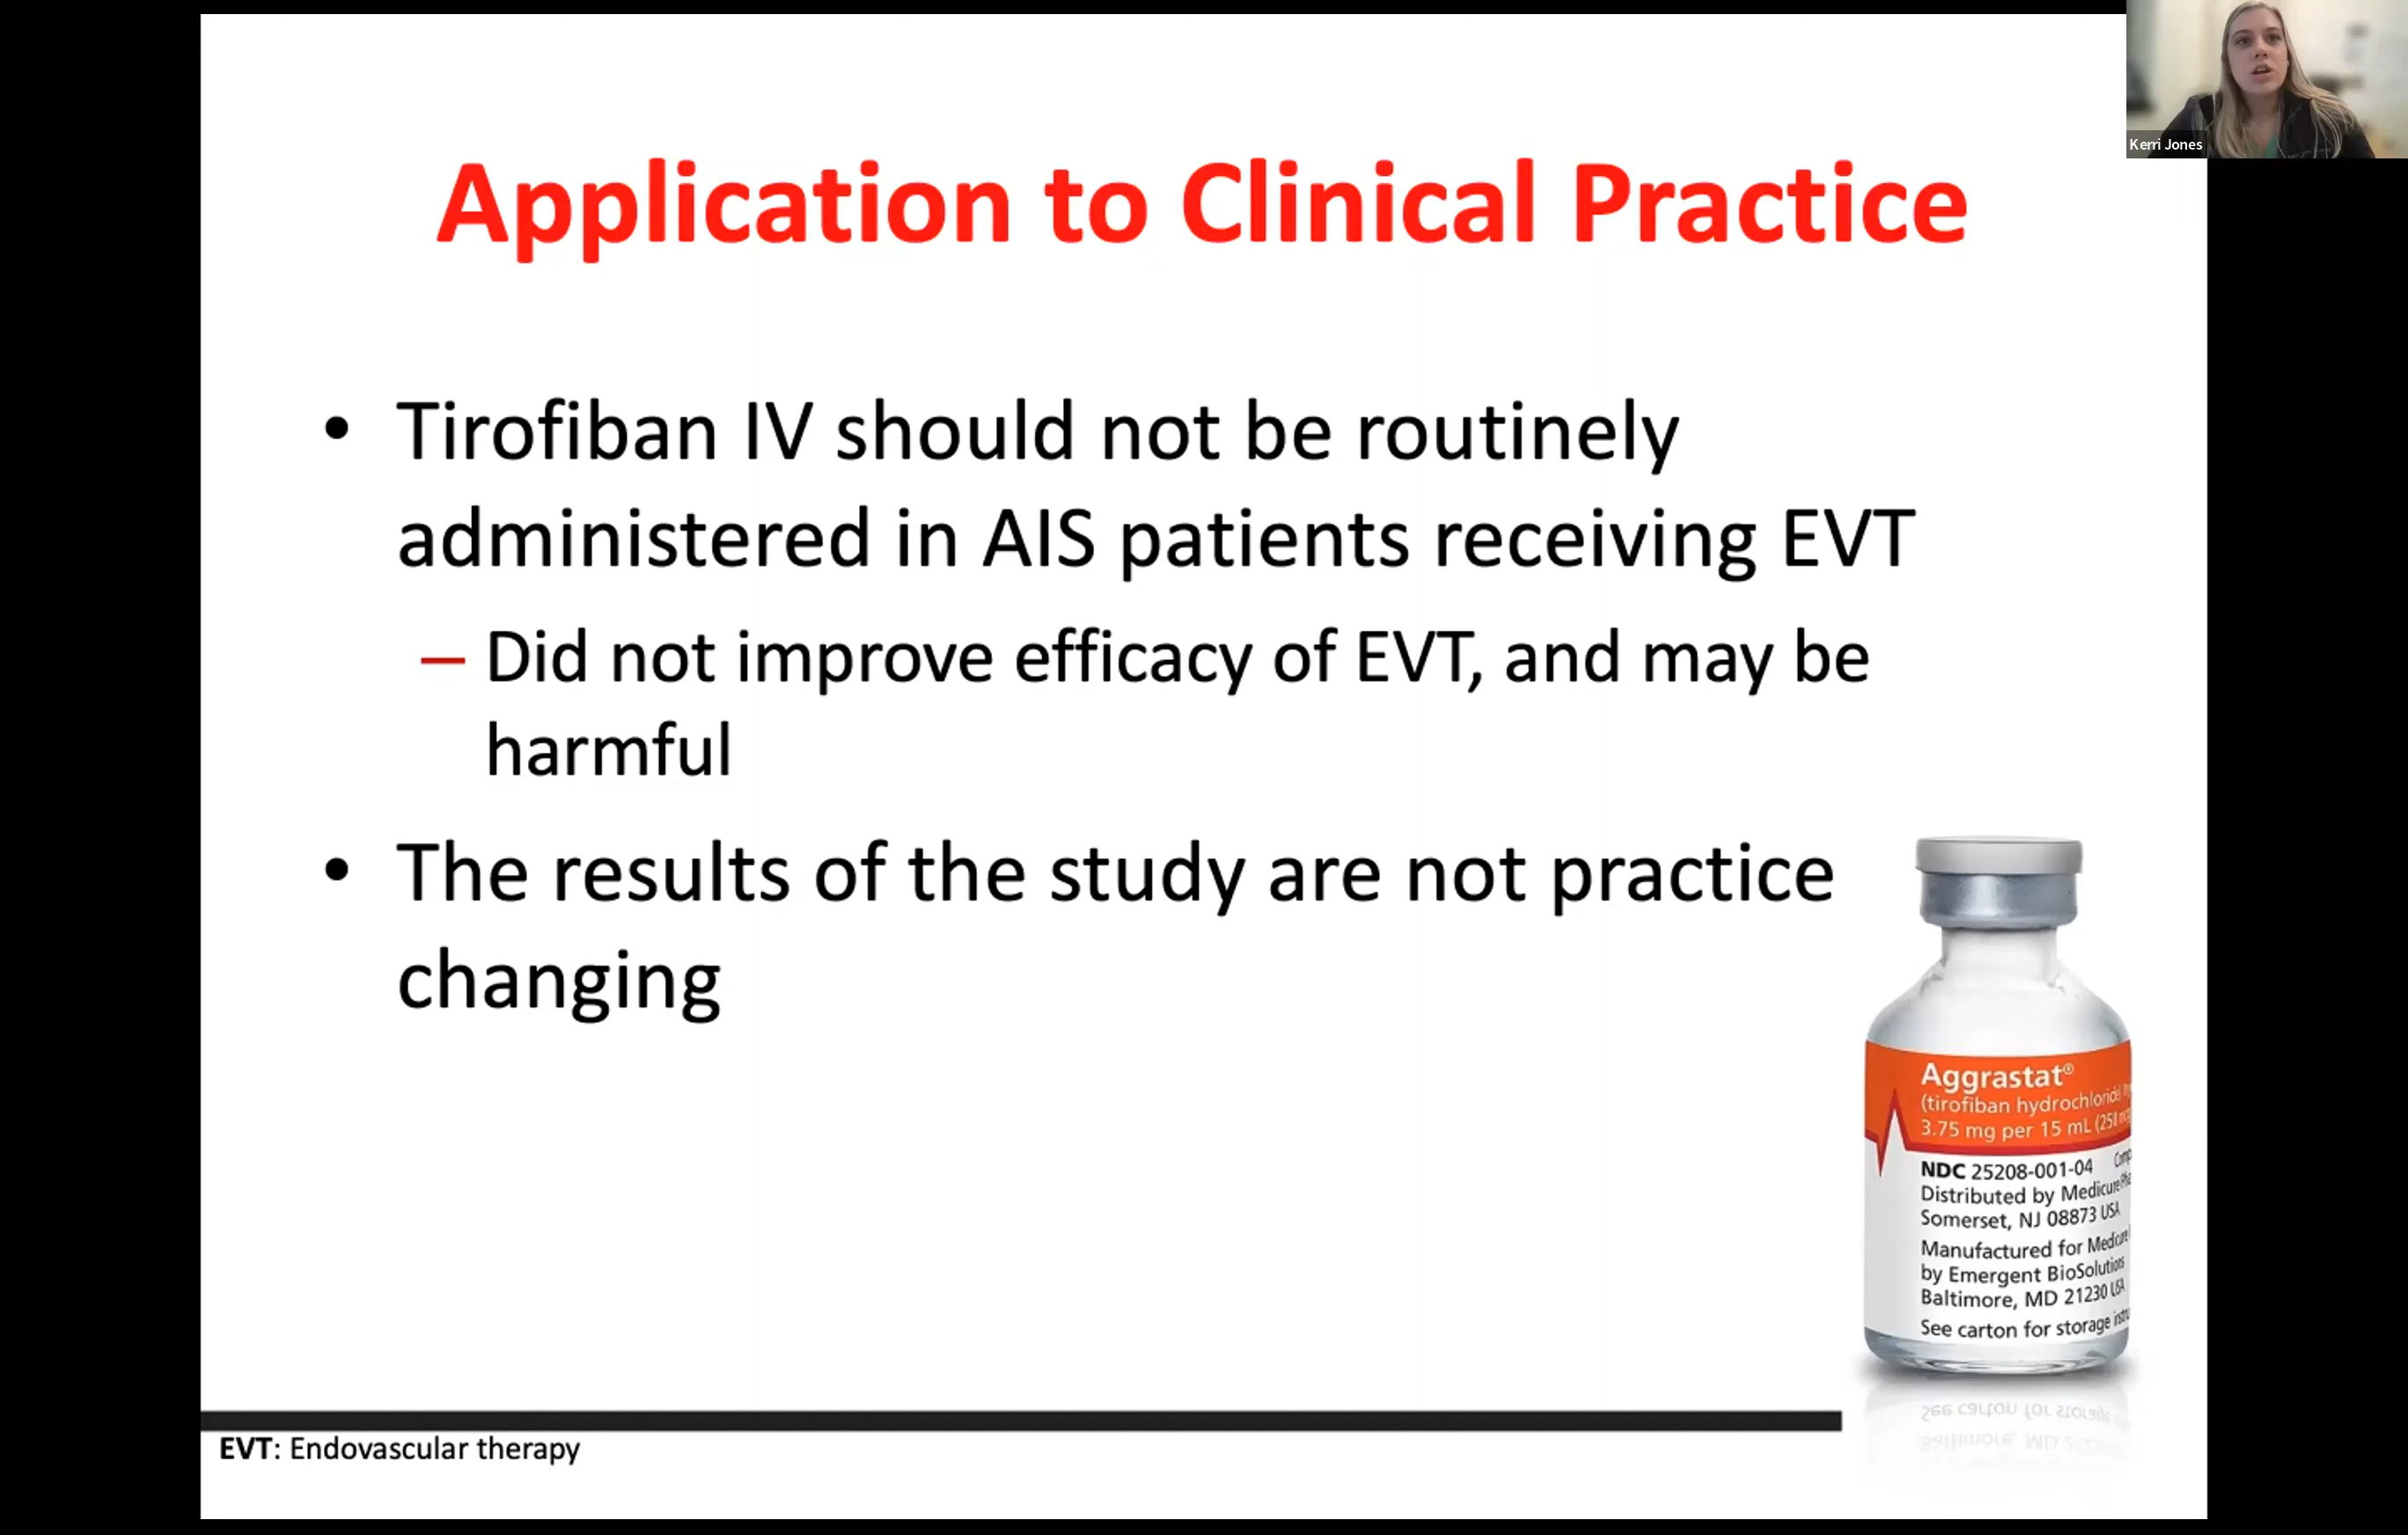 Kerri Jones
Application to Clinical Practice
• Tirofiban IV should not be routinely
administered in AIS patients receiving EVT
– Did not improve efficacy of EVT, and may be
harmful
• The results of the study are not practice
changing
Aggrastat®
(tirofiban hydrochloride)
3.75 mg per 15 mL
NDC 25208-001-04
Distributed by Medicure
Somerset, NJ 08873 USA
Manufactured for Medicure
by Emergent BioSolutions
Baltimore, MD 21230 USA
See carton for storage
EVT: Endovascular therapy